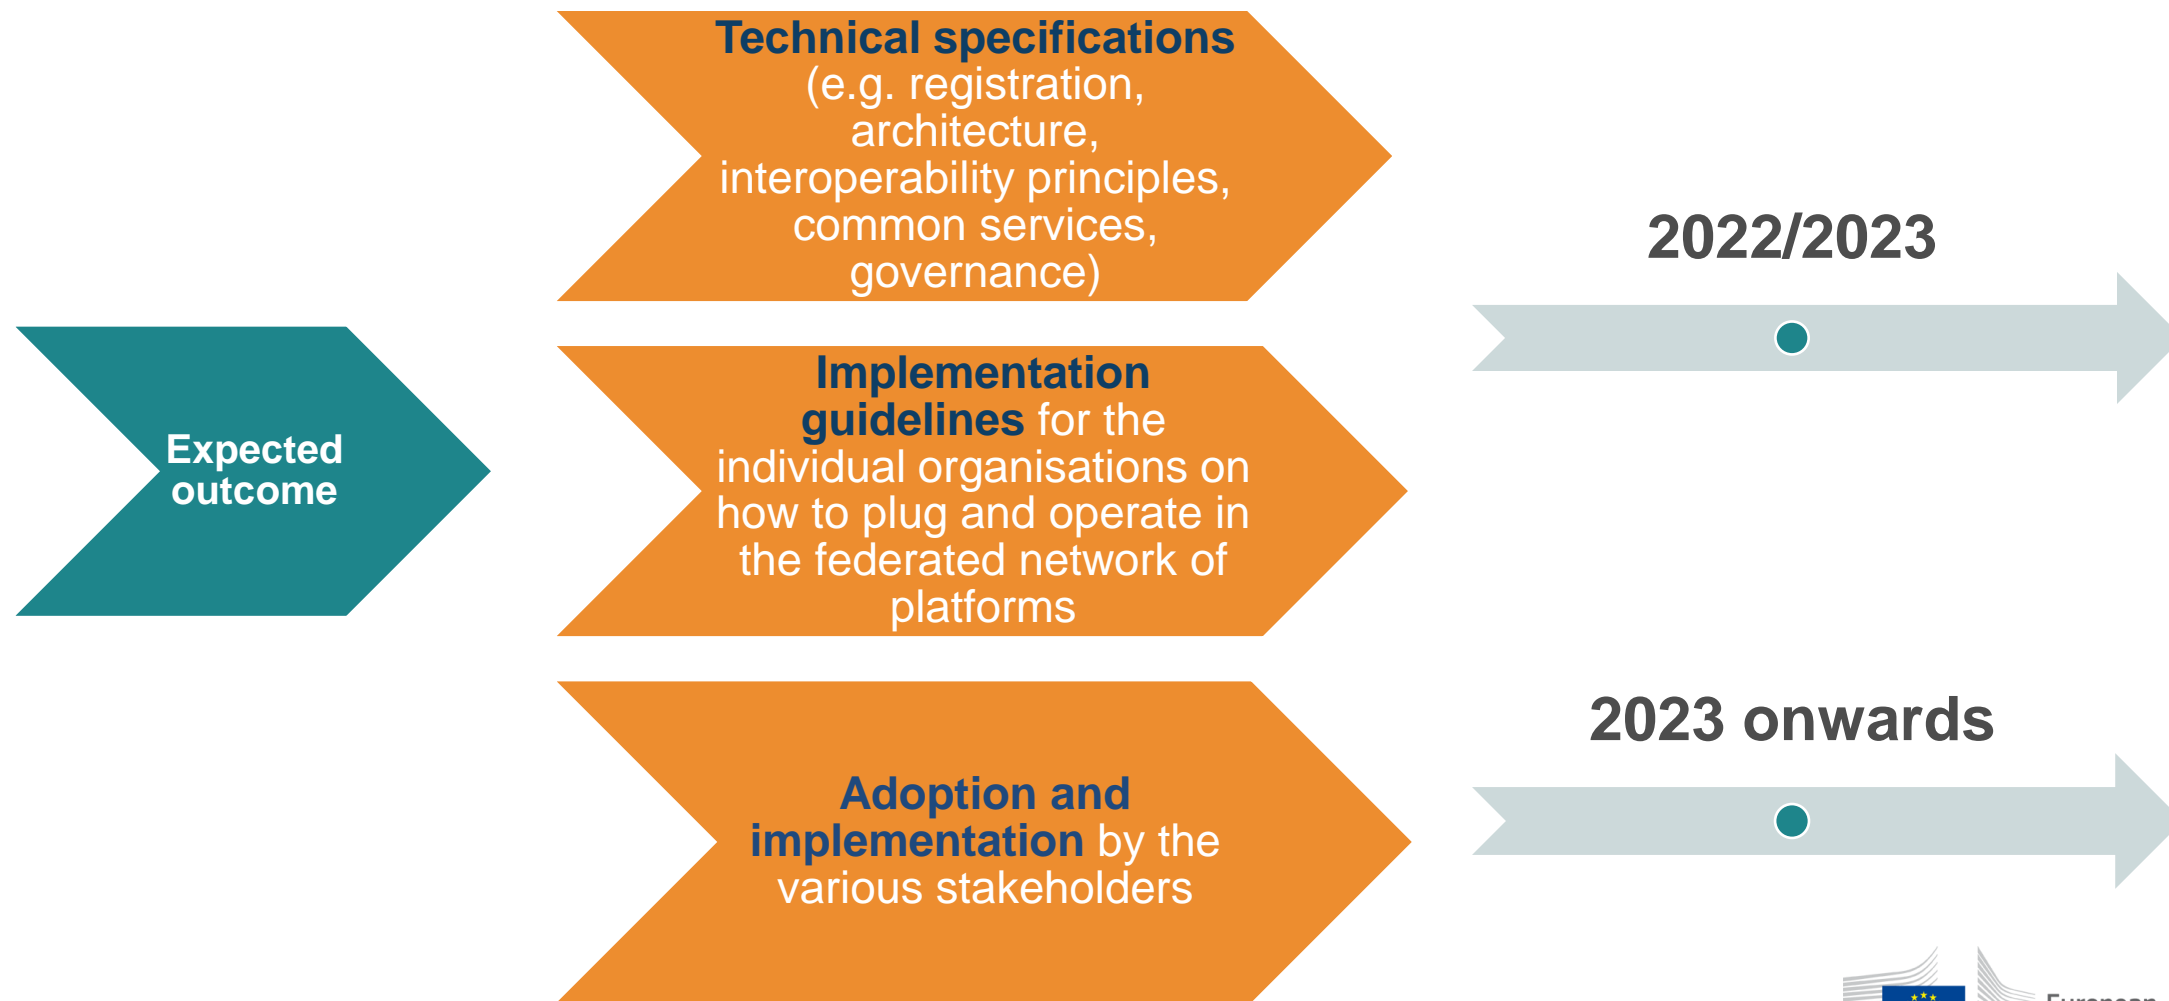 Technical specifications
(e.g. registration,
architecture,
interoperability principles,
common services,
governance)
2022/2023
Expected
outcome
Implementation
guidelines for the
individual organisations on
how to plug and operate in
the federated network of
platforms
2023 onwards
Adoption and
implementation by the
various stakeholders
European